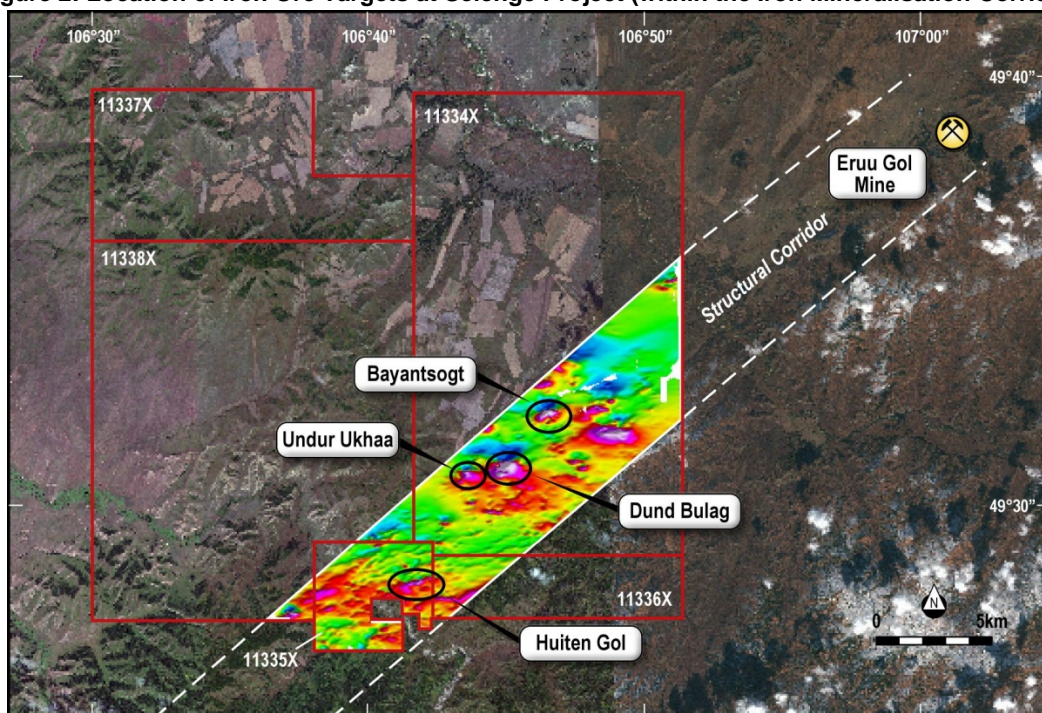 Figure 2: Location of Iron Ore Targets at Selenge Project (within the Iron Mineralisation
106°30" 106°40" 106°50" 107°00"
49°40"
11337X
11334X
Eruu Gol
Mine
11338X
Structural Corridor
Bayantsogt
Undur Ukhaa
49°30"
Dund Bulag
11336X
N
0 5km
Huiten Gol
11335X